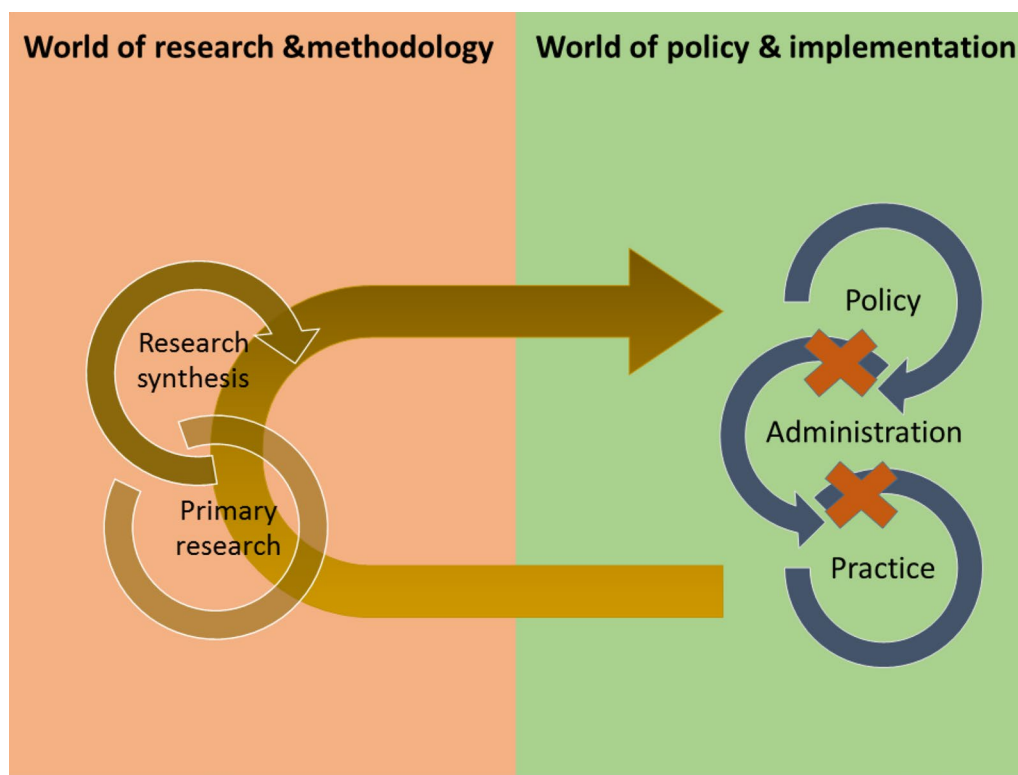 World of research &methodology
World of policy & implementation
Research
synthesis
Primary
research
Policy
Administration
Practice